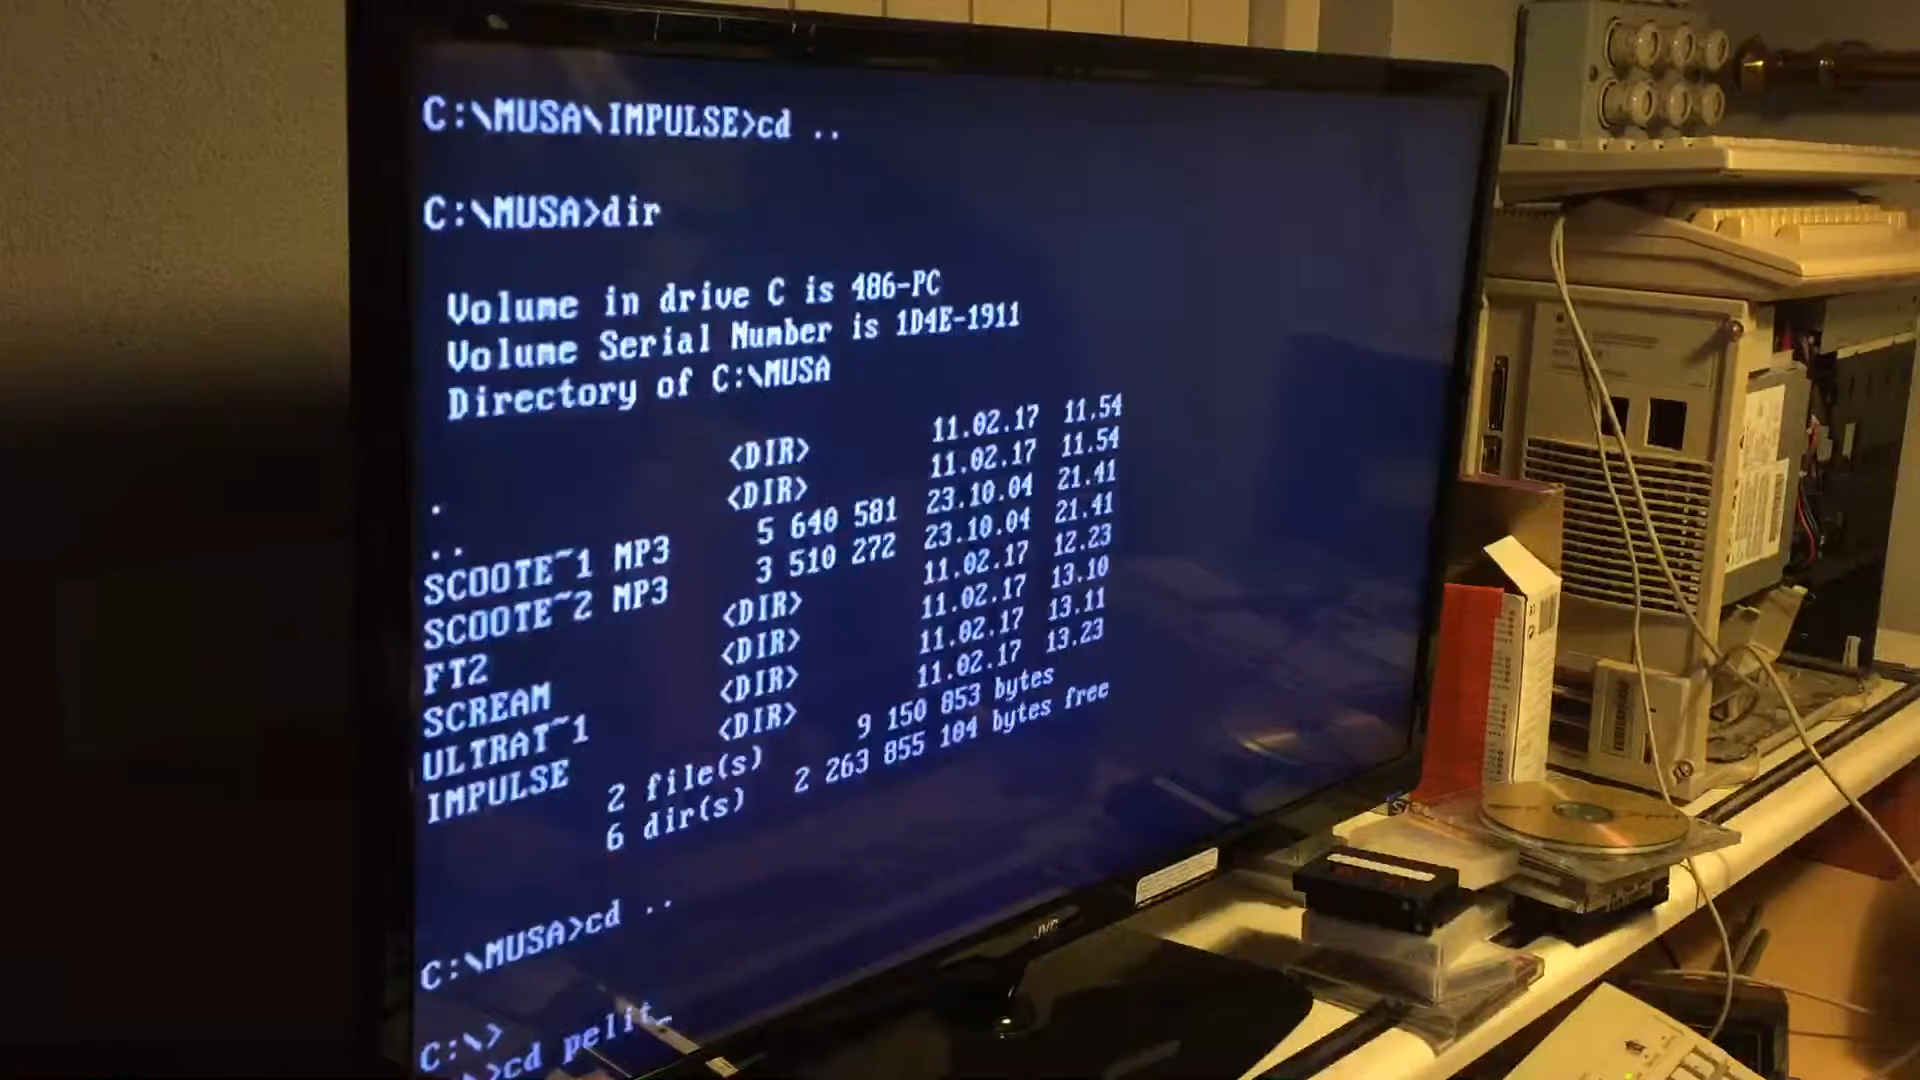 C:\MUSA\IMPULSE>cd ..
C:\MUSA>dir
Volume in drive C is 486-PC
Volume Serial Number is 1D4E-1911
Directory of C:\MUSA
. <DIR> 11.02.17 11.54
.. <DIR> 11.02.17 11.54
SCOOTE~1 MP3 5 640 581 23.10.04 21.41
SCOOTE~2 MP3 3 510 272 23.10.04 21.41
FT2 <DIR> 11.02.17 12.23
SCREAM <DIR> 11.02.17 13.10
ULTRAT~1 <DIR> 11.02.17 13.11
IMPULSE <DIR> 11.02.17 13.23
2 file(s) 9 150 853 bytes
6 dir(s) 2 263 855 104 bytes free
C:\MUSA>cd ..
C:\>
>cd pelit_
JVC